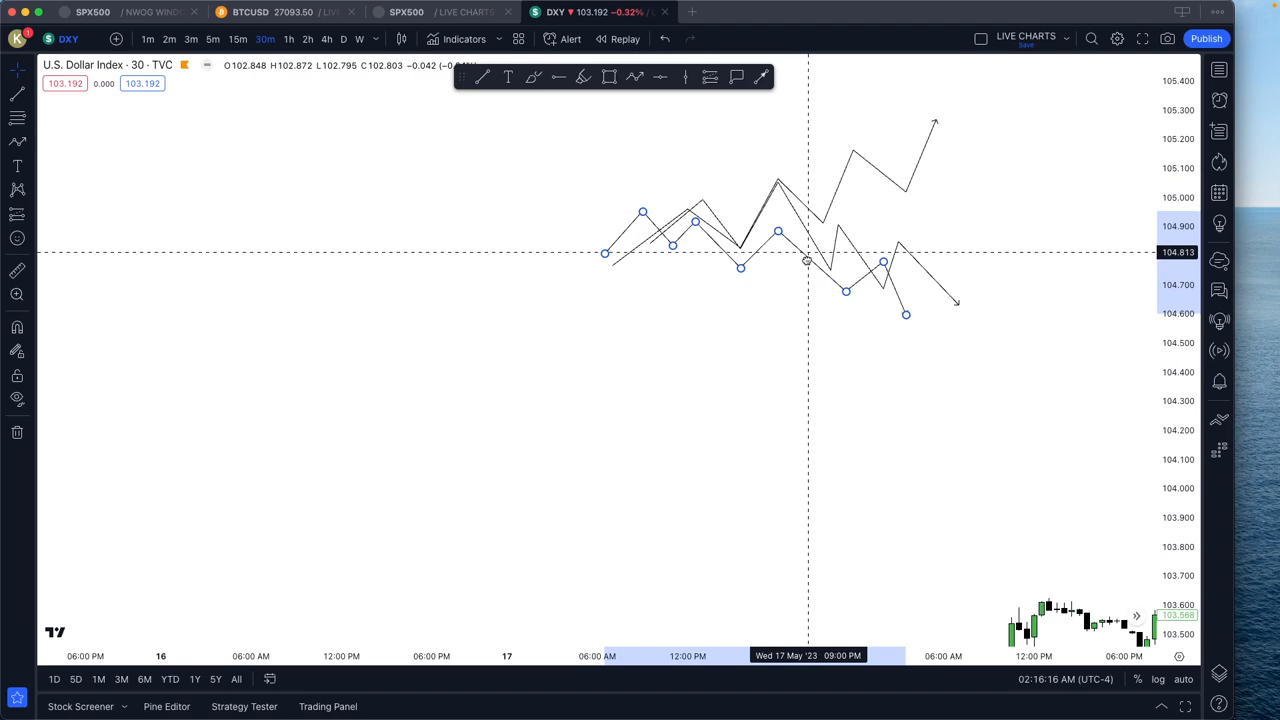 SPX500 / NWOG WINDO
BTCUSD 27093.50 / LIVE
SPX500 / LIVE CHARTS
DXY ▼ 103.192 −0.32% / L
K 1 DXY 1m 2m 3m 5m 15m 30m 1h 2h 4h D W Indicators Alert Replay LIVE CHARTS Save Publish
U.S. Dollar Index · 30 · TVC O102.848 H102.872 L102.795 C102.803 −0.042
103.192 0.000 103.192
105.400
105.300
105.200
105.100
105.000
104.900
104.813
104.700
104.600
104.500
104.400
104.300
104.200
104.100
104.000
103.900
103.800
103.700
103.600
103.568
103.500
06:00 PM 16 06:00 AM 12:00 PM 06:00 PM 17 06:00 AM 12:00 PM Wed 17 May '23 09:00 PM 06:00 AM 12:00 PM 06:00 PM
1D 5D 1M 3M 6M YTD 1Y 5Y All 02:16:16 AM (UTC-4) % log auto
Stock Screener Pine Editor Strategy Tester Trading Panel